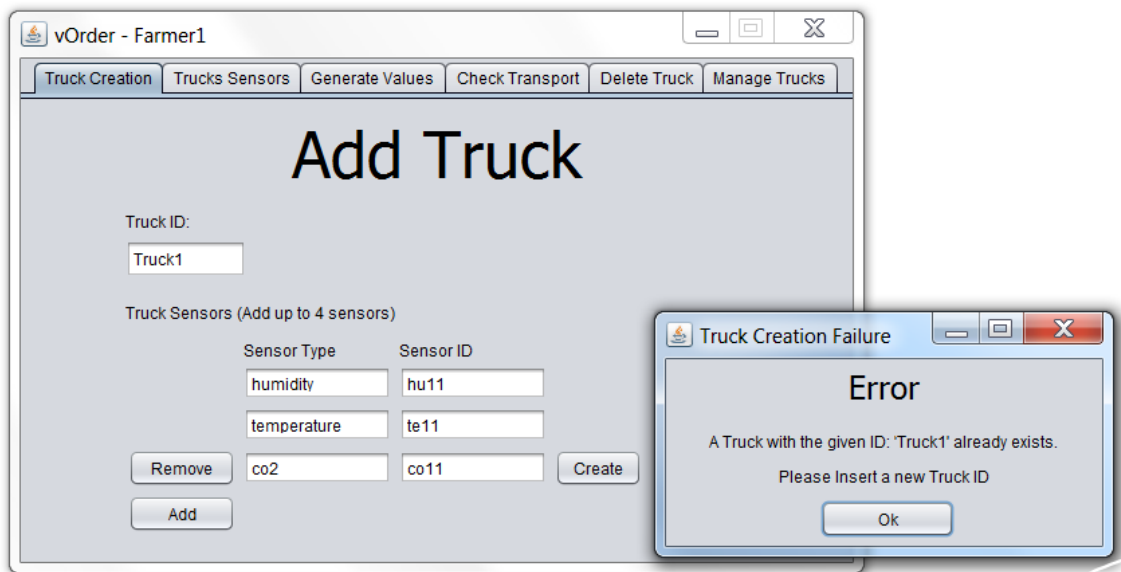 vOrder - Farmer1
Truck Creation Trucks Sensors Generate Values Check Transport Delete Truck Manage Trucks
Add Truck
Truck ID:
Truck1
Truck Sensors (Add up to 4 sensors)
Sensor Type Sensor ID
humidity hu11
temperature te11
Remove co2 co11 Create
Add
Truck Creation Failure
Error
A Truck with the given ID: 'Truck1' already exists.
Please Insert a new Truck ID
Ok